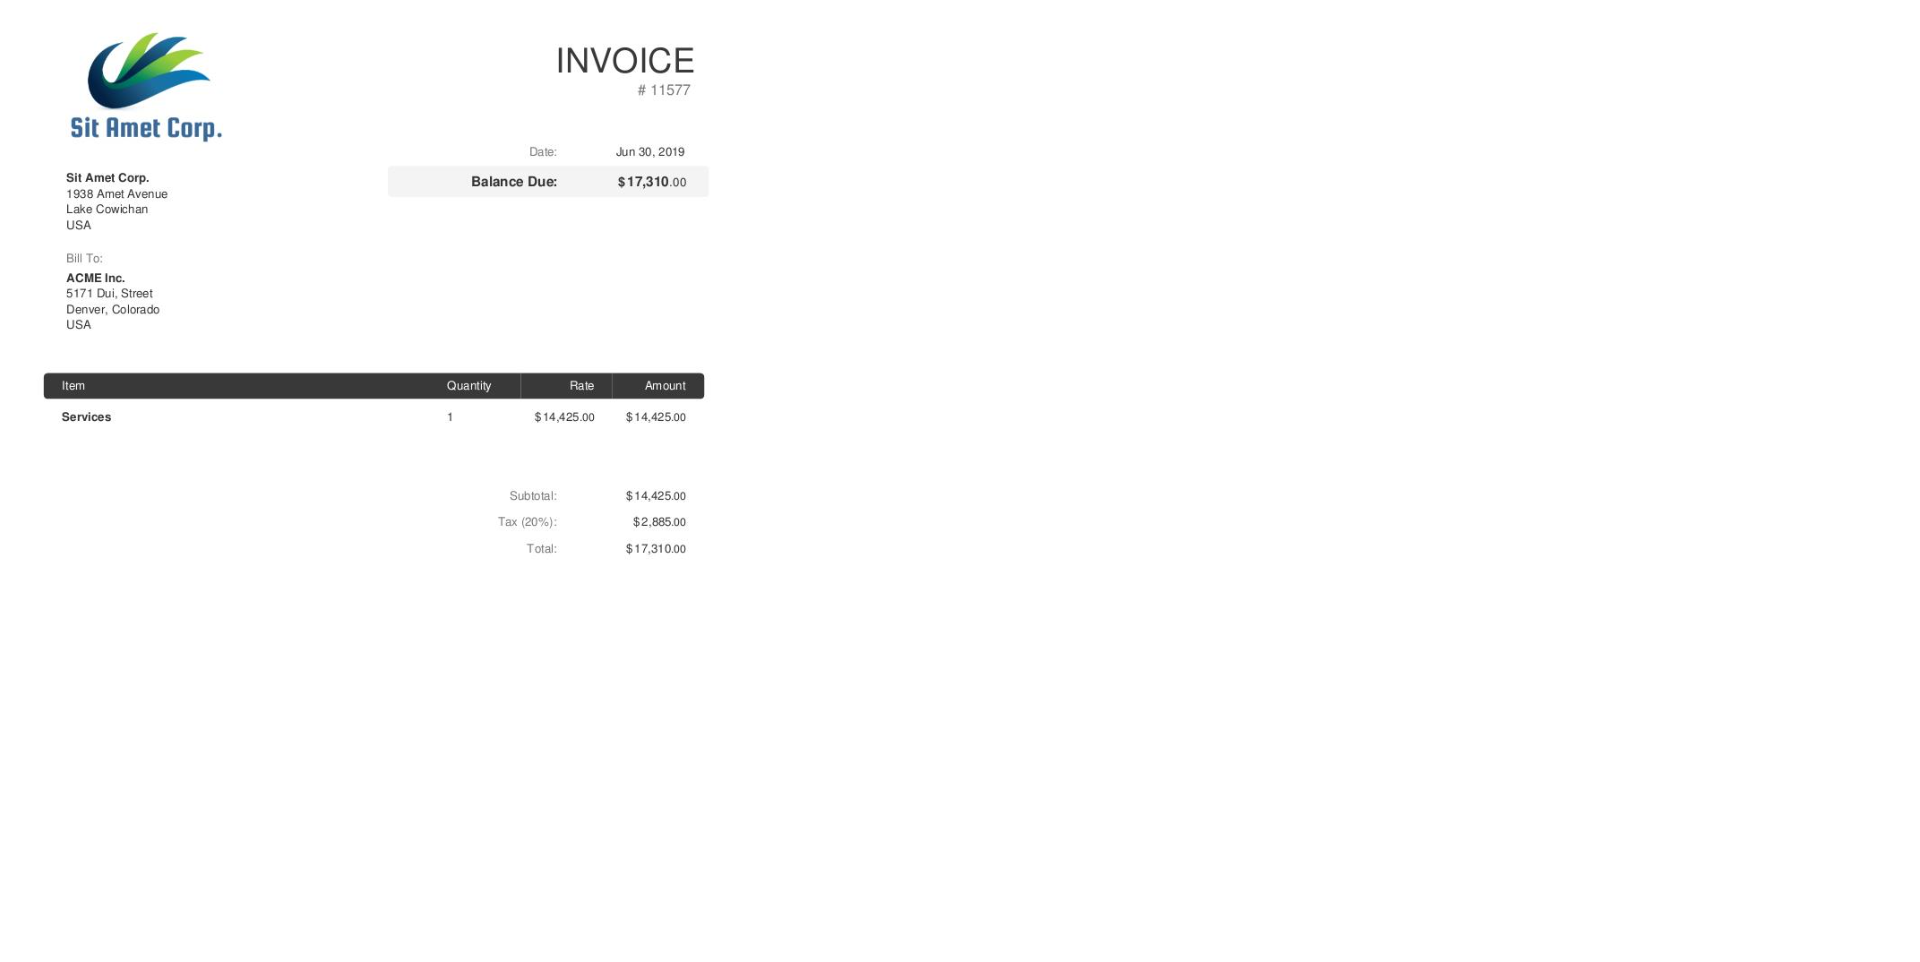 Sit Amet Corp.
INVOICE
# 11577
Date: Jun 30, 2019
Balance Due: $17,310.00
Sit Amet Corp.
1938 Amet Avenue
Lake Cowichan
USA
Bill To:
ACME Inc.
5171 Dui, Street
Denver, Colorado
USA
Item Quantity Rate Amount
Services 1 $14,425.00 $14,425.00
Subtotal: $14,425.00
Tax (20%): $2,885.00
Total: $17,310.00